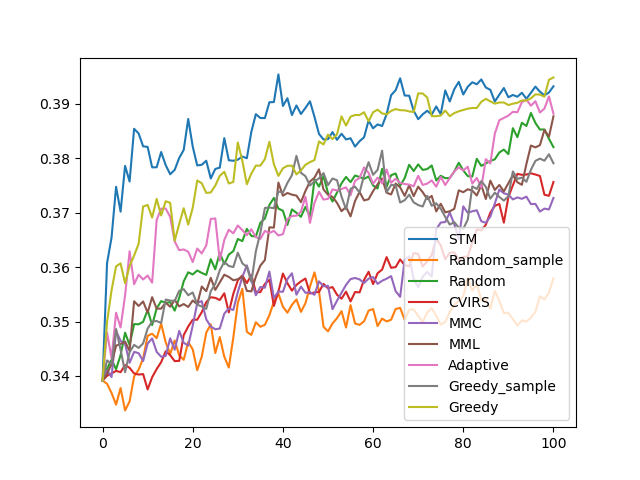 0.39
0.38
0.37
0.36
0.35
0.34
0
20
40
60
80
100
STM
Random_sample
Random
CVIRS
MMC
MML
Adaptive
Greedy_sample
Greedy